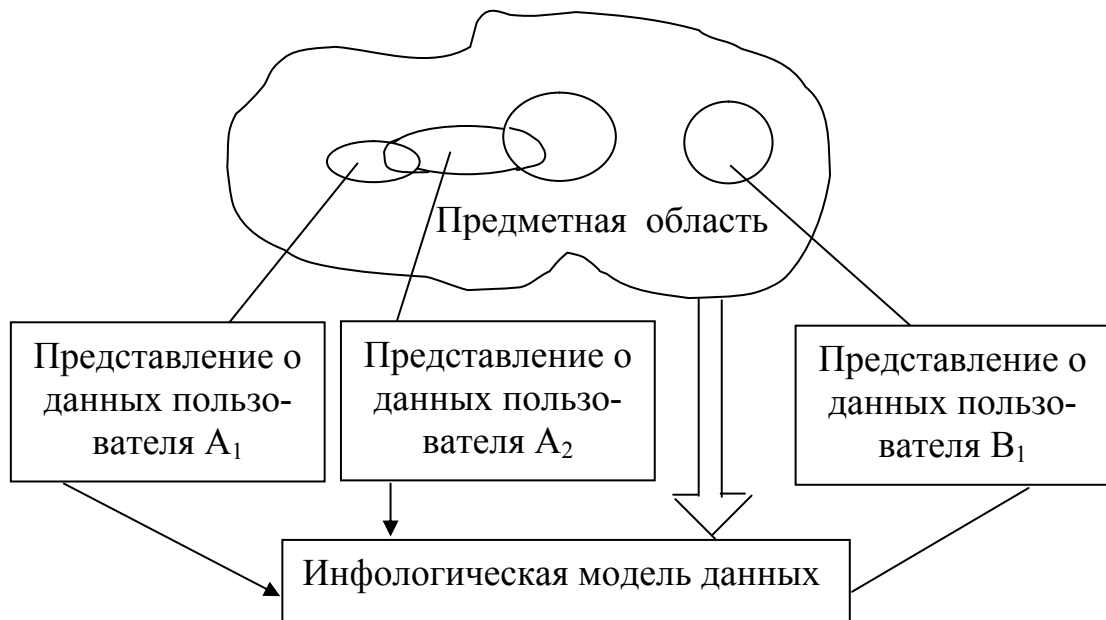 Предметная область
Представление о
данных пользо-
вателя A₁
Представление о
данных пользо-
вателя A₂
Представление о
данных пользо-
вателя B₁
Инфологическая модель данных